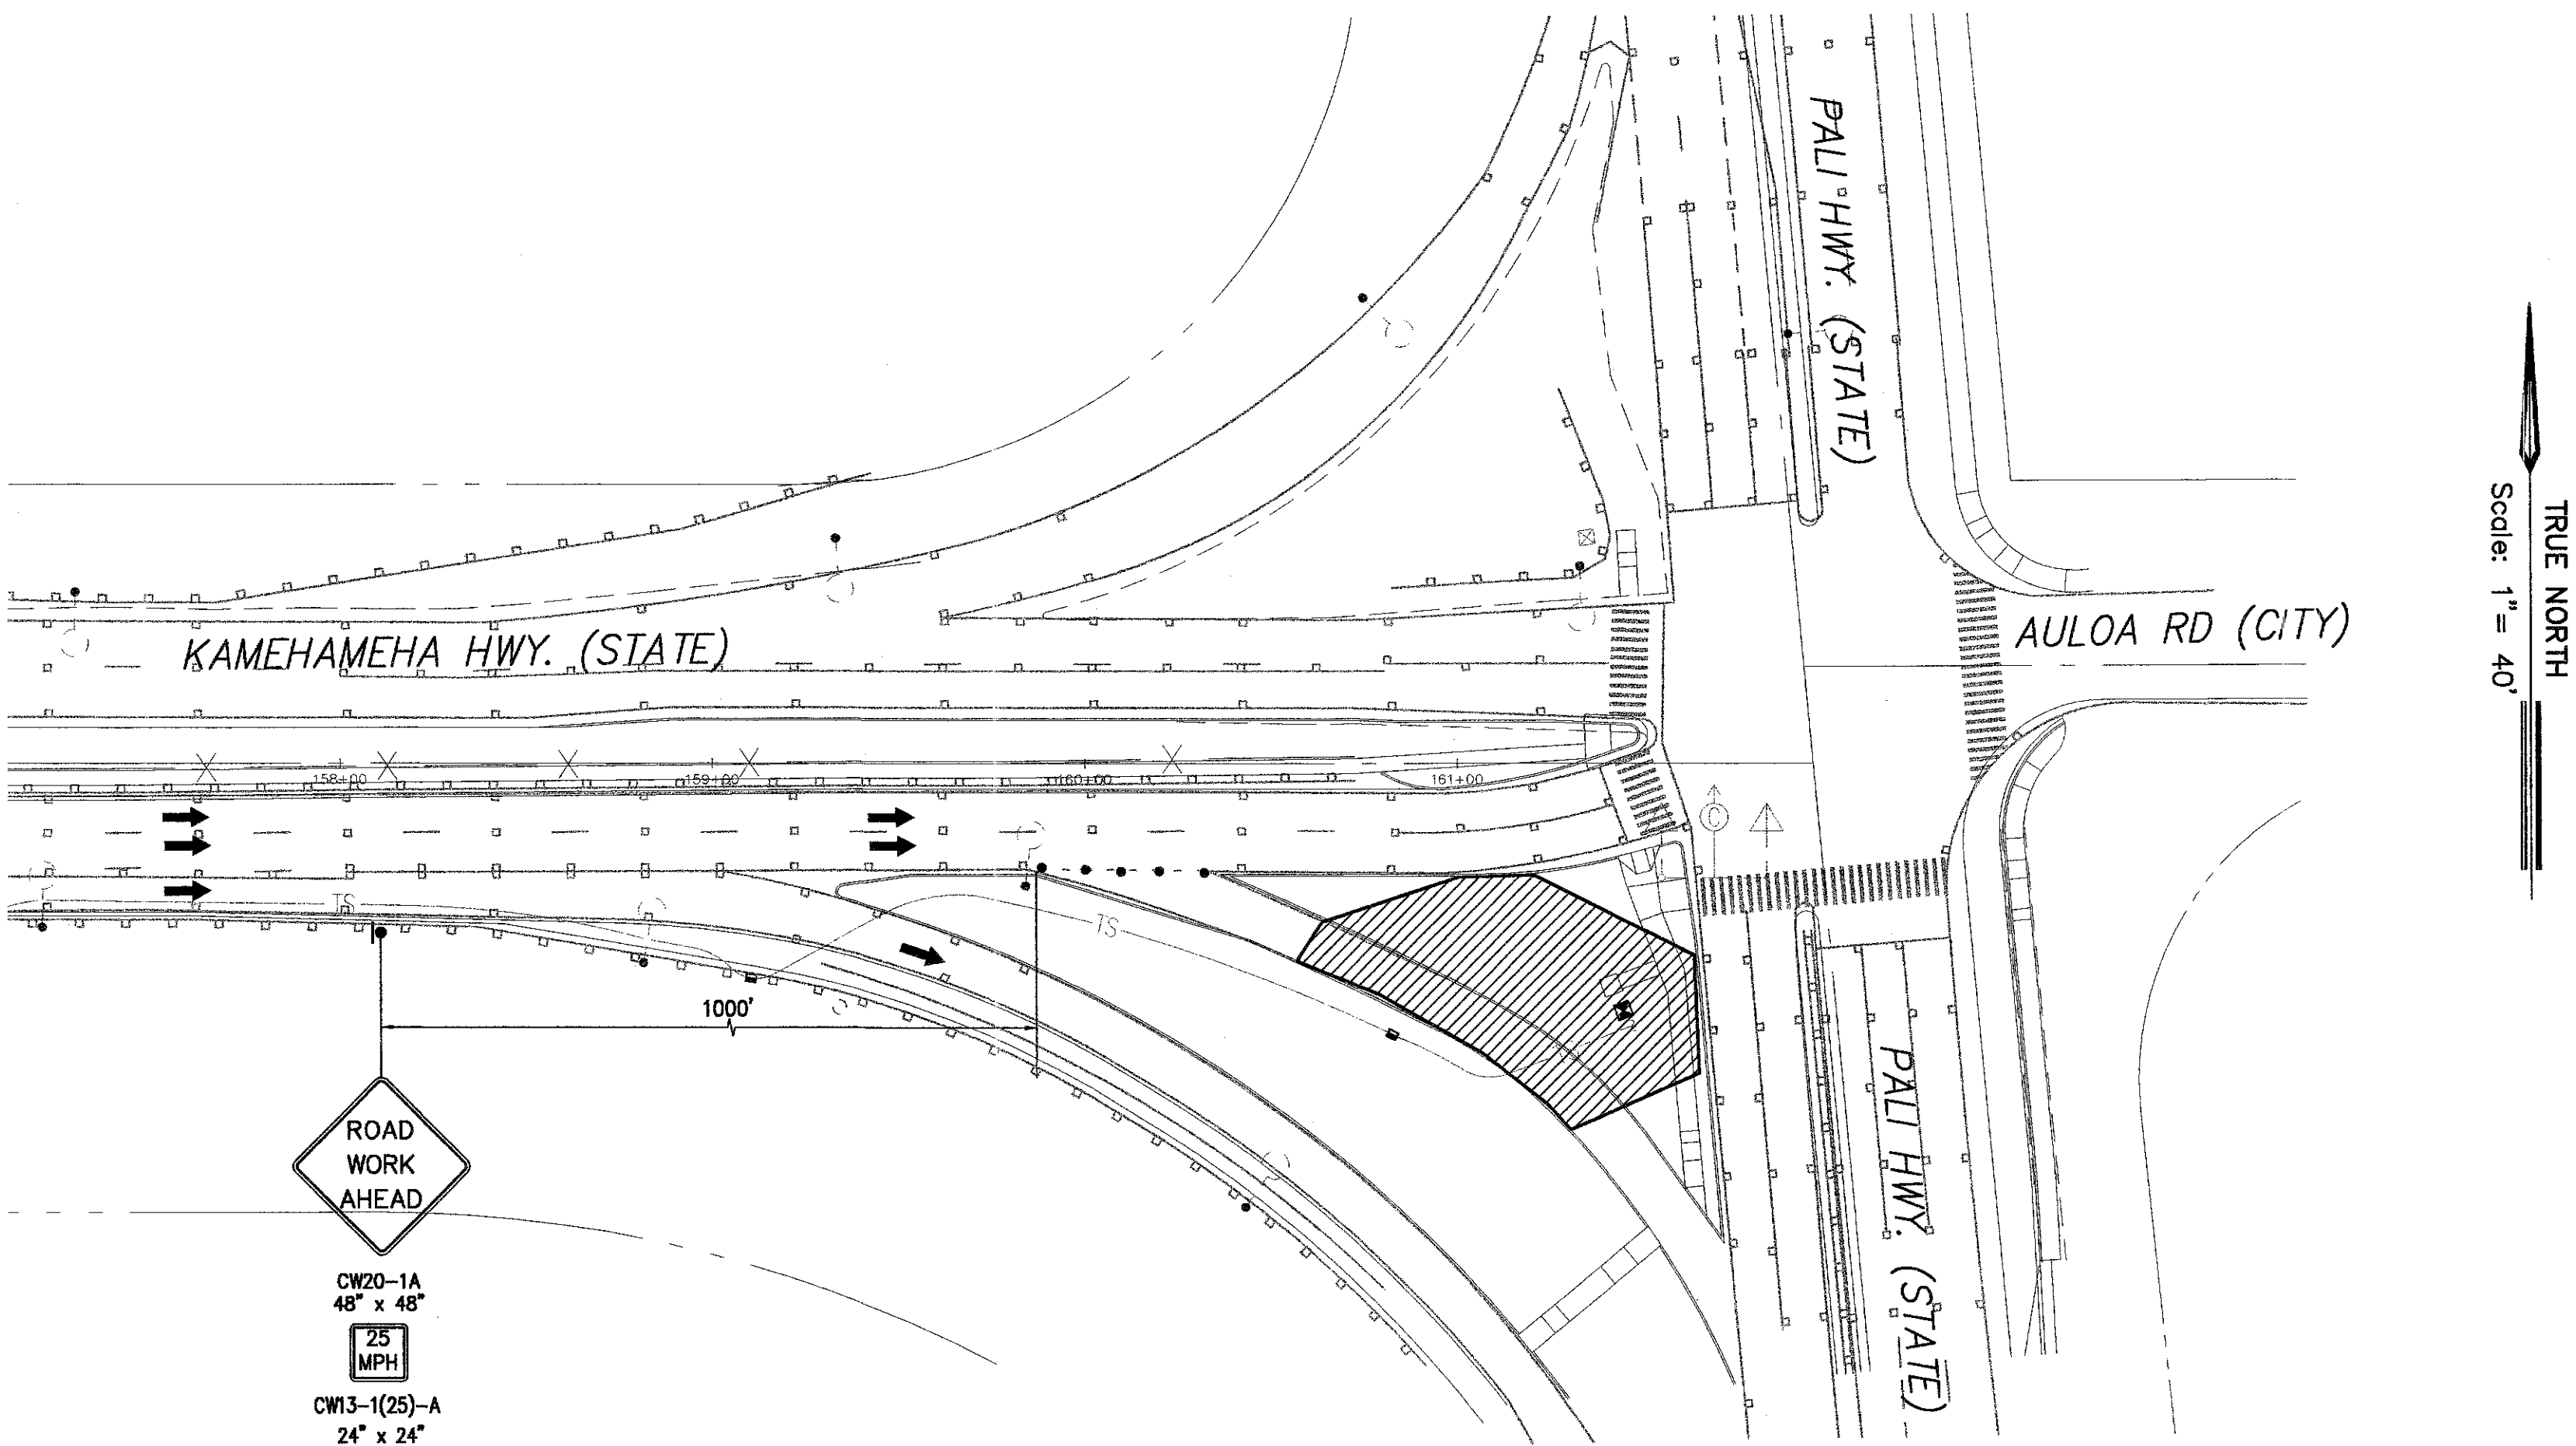 PALI HWY. (STATE)
TRUE NORTH
Scale: 1"= 40'
KAMEHAMEHA HWY. (STATE)
AULOA RD (CITY)
158+00
159+00
160+00
161+00
C
TS
TS
1000'
PALI HWY. (STATE)
ROAD
WORK
AHEAD
CW20-1A
48" x 48"
25
MPH
CW13-1(25)-A
24" x 24"